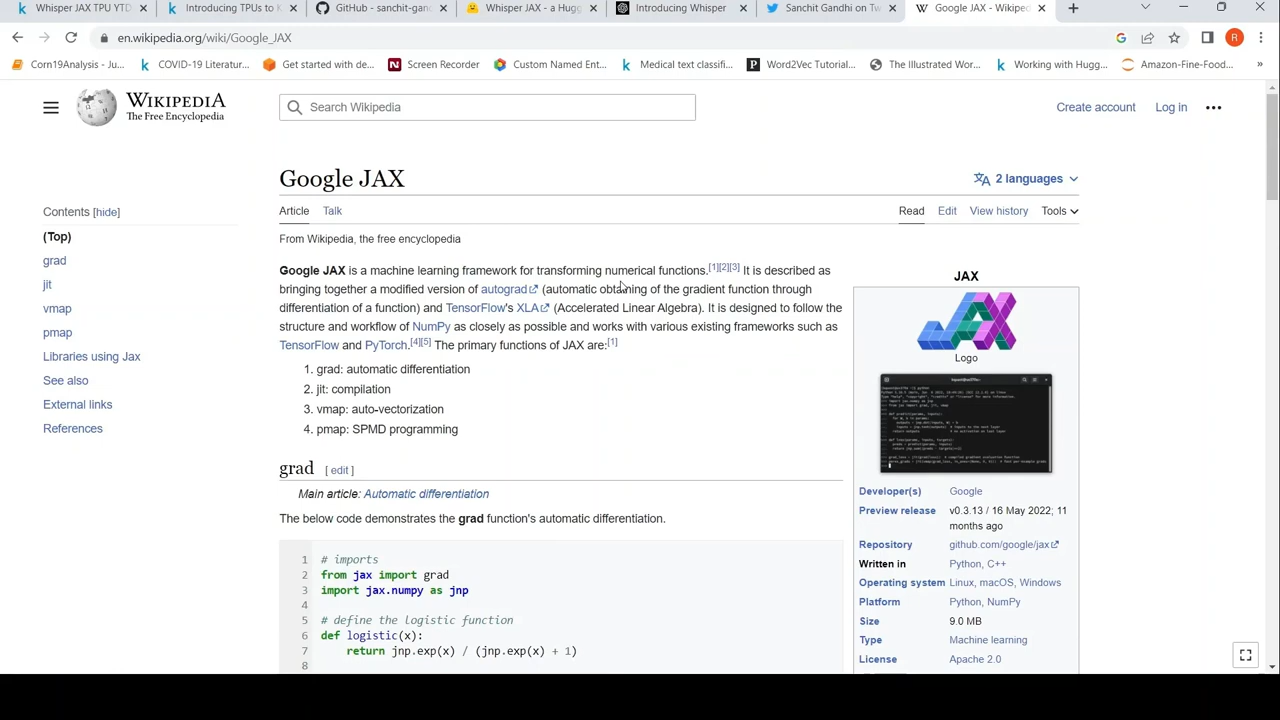 Whisper JAX TPU YTD
Introducing TPUs to K
GitHub - sanchit-gand
Whisper JAX - a Hugg
Introducing Whisper
Sanchit Gandhi on Tw
Google JAX - Wikiped
en.wikipedia.org/wiki/Google_JAX
R
Corn19Analysis - Ju...
COVID-19 Literatur...
Get started with de...
Screen Recorder
Custom Named Ent...
Medical text classifi...
Word2Vec Tutorial...
The Illustrated Wor...
Working with Hugg...
Amazon-Fine-Food...
»
WIKIPEDIA
The Free Encyclopedia
Search Wikipedia
Create account
Log in
Google JAX
2 languages
Contents [hide]
(Top)
grad
jit
vmap
pmap
Libraries using Jax
See also
External links
References
Article Talk
Read Edit View history Tools
From Wikipedia, the free encyclopedia
Google JAX is a machine learning framework for transforming numerical functions.[1][2][3] It is described as
bringing together a modified version of autograd (automatic obtaining of the gradient function through
differentiation of a function) and TensorFlow's XLA (Accelerated Linear Algebra). It is designed to follow the
structure and workflow of NumPy as closely as possible and works with various existing frameworks such as
TensorFlow and PyTorch.[4][5] The primary functions of JAX are:[1]
1. grad: automatic differentiation
2. jit: compilation
3. vmap: auto-vectorization
4. pmap: SPMD programming
grad [ edit ]
Main article: Automatic differentiation
The below code demonstrates the grad function's automatic differentiation.
1 # imports
2 from jax import grad
3 import jax.numpy as jnp
4
5 # define the logistic function
6 def logistic(x):
7 return jnp.exp(x) / (jnp.exp(x) + 1)
8
JAX
JAX
Logo
Developer(s) Google
Preview release v0.3.13 / 16 May 2022; 11
months ago
Repository github.com/google/jax
Written in Python, C++
Operating system Linux, macOS, Windows
Platform Python, NumPy
Size 9.0 MB
Type Machine learning
License Apache 2.0